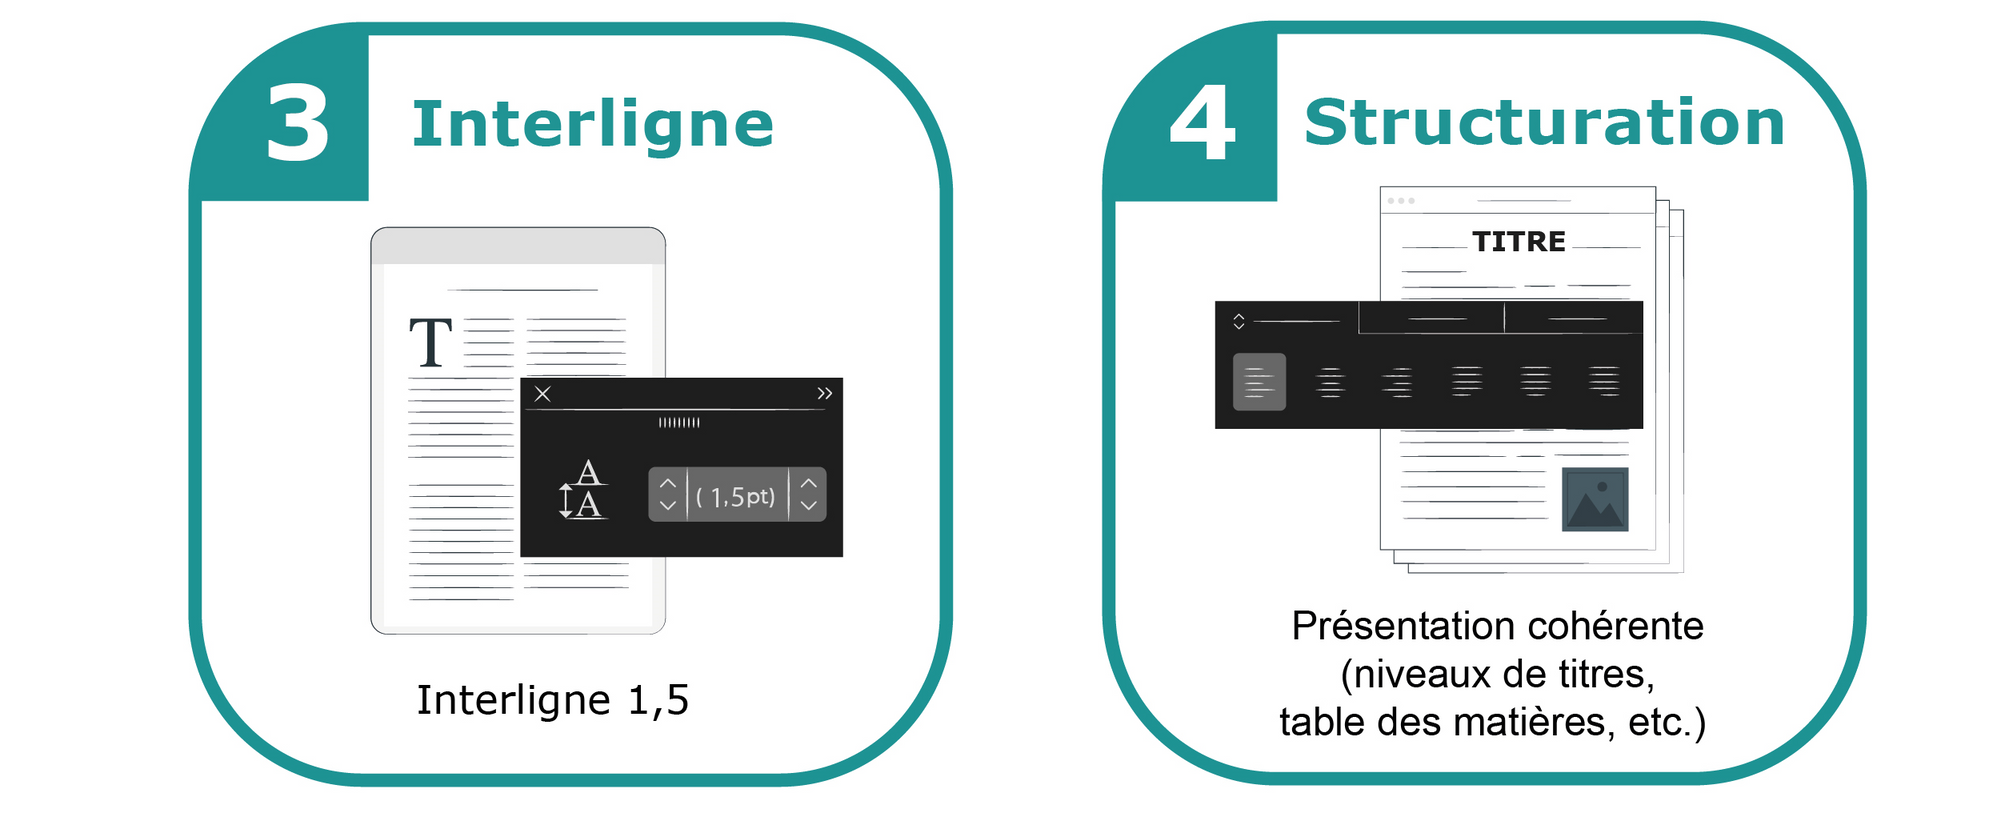 3
Interligne
T
A
A
( 1,5pt)
Interligne 1,5
4
Structuration
TITRE
Présentation cohérente
(niveaux de titres,
table des matières, etc.)